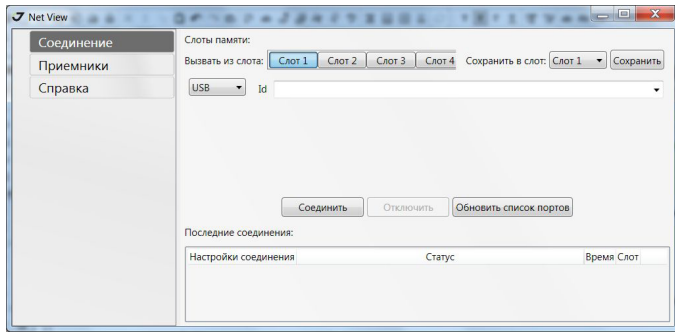 Net View
Соединение
Приемники
Справка
Слоты памяти:
Вызвать из слота: Слот 1 Слот 2 Слот 3 Слот 4 Сохранить в слот: Слот 1 Сохранить
USB Id
Соединить Отключить Обновить список портов
Последние соединения:
Настройки соединения Статус Время Слот